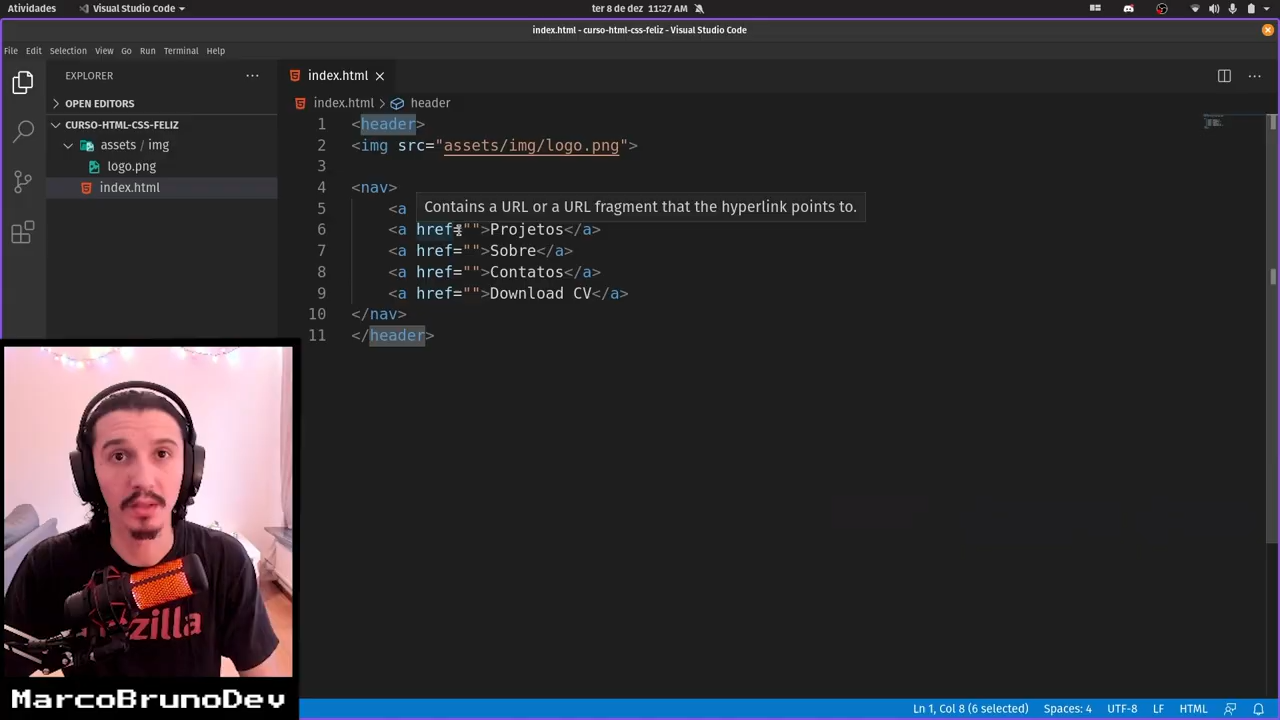 Atividades
Visual Studio Code
ter 8 de dez 11:27 AM
index.html - curso-html-css-feliz - Visual Studio Code
File Edit Selection View Go Run Terminal Help
EXPLORER
index.html
OPEN EDITORS
index.html > header
CURSO-HTML-CSS-FELIZ
assets / img
logo.png
index.html
1 <header>
2 <img src="assets/img/logo.png">
3
4 <nav>
Contains a URL or a URL fragment that the hyperlink points to.
5 <a
6 <a href="">Projetos</a>
7 <a href="">Sobre</a>
8 <a href="">Contatos</a>
9 <a href="">Download CV</a>
10 </nav>
11 </header>
zilla
MarcoBrunoDev
Ln 1, Col 8 (6 selected) Spaces: 4 UTF-8 LF HTML